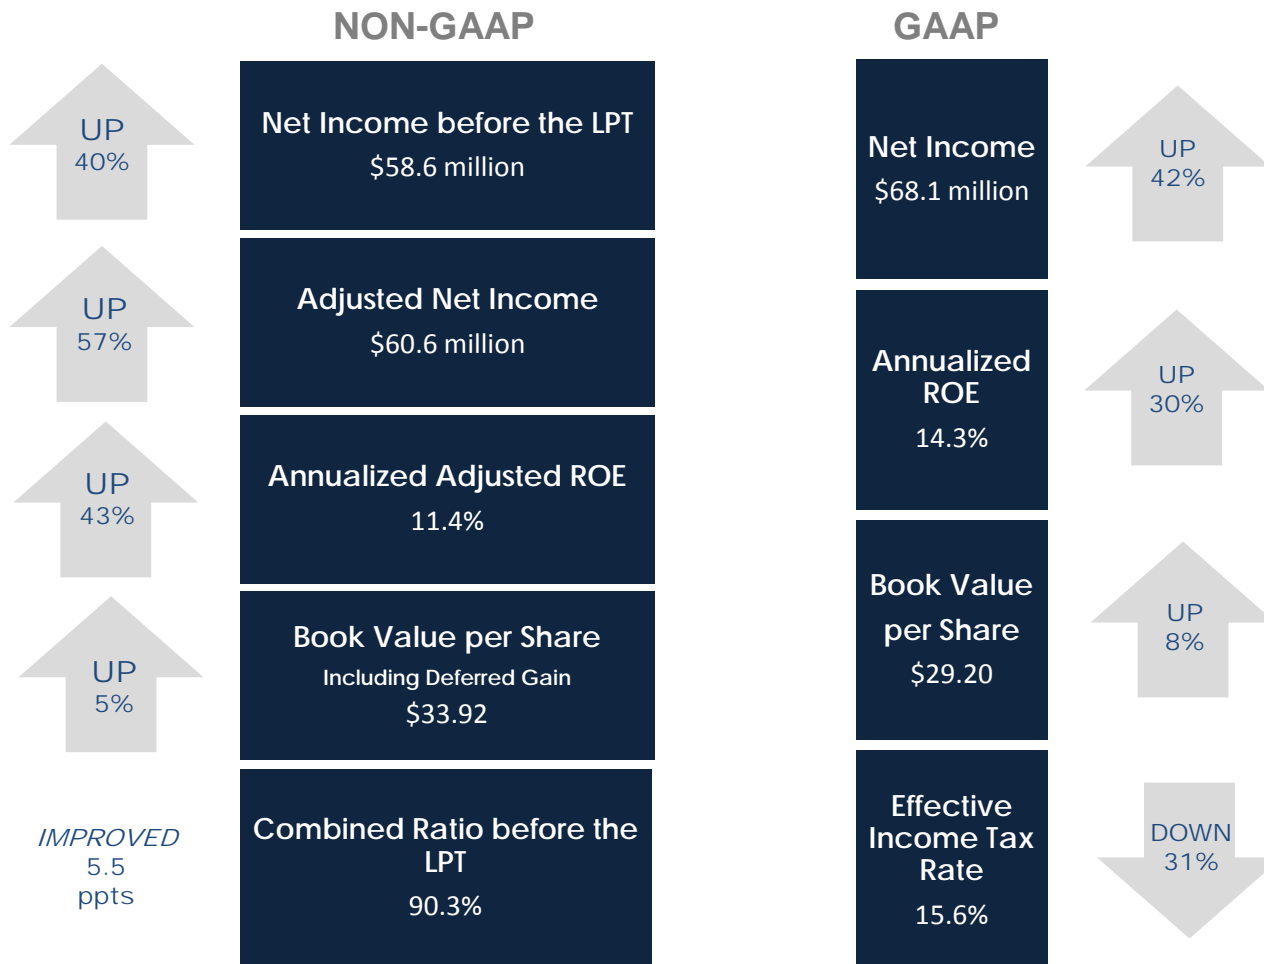 NON-GAAP
UP
40%
Net Income before the LPT
$58.6 million
UP
57%
Adjusted Net Income
$60.6 million
UP
43%
Annualized Adjusted ROE
11.4%
UP
5%
Book Value per Share
Including Deferred Gain
$33.92
IMPROVED
5.5
ppts
Combined Ratio before the
LPT
90.3%
GAAP
Net Income
$68.1 million
UP
42%
Annualized
ROE
14.3%
UP
30%
Book Value
per Share
$29.20
UP
8%
Effective
Income Tax
Rate
15.6%
DOWN
31%